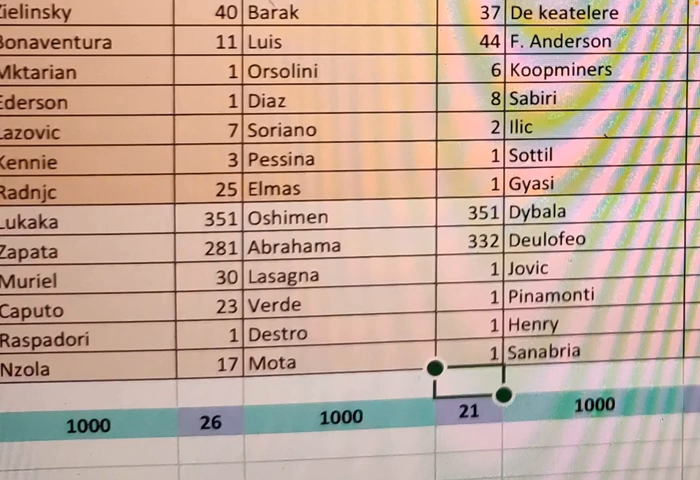 Zielinsky 40 Barak 37 De keatelere
Bonaventura 11 Luis 44 F. Anderson
Mktarian 1 Orsolini 6 Koopminers
Ederson 1 Diaz 8 Sabiri
Lazovic 7 Soriano 2 Ilic
Kennie 3 Pessina 1 Sottil
Radnjc 25 Elmas 1 Gyasi
Lukaka 351 Oshimen 351 Dybala
Zapata 281 Abrahama 332 Deulofeo
Muriel 30 Lasagna 1 Jovic
Caputo 23 Verde 1 Pinamonti
Raspadori 1 Destro 1 Henry
Nzola 17 Mota 1 Sanabria
1000 26 1000 21 1000